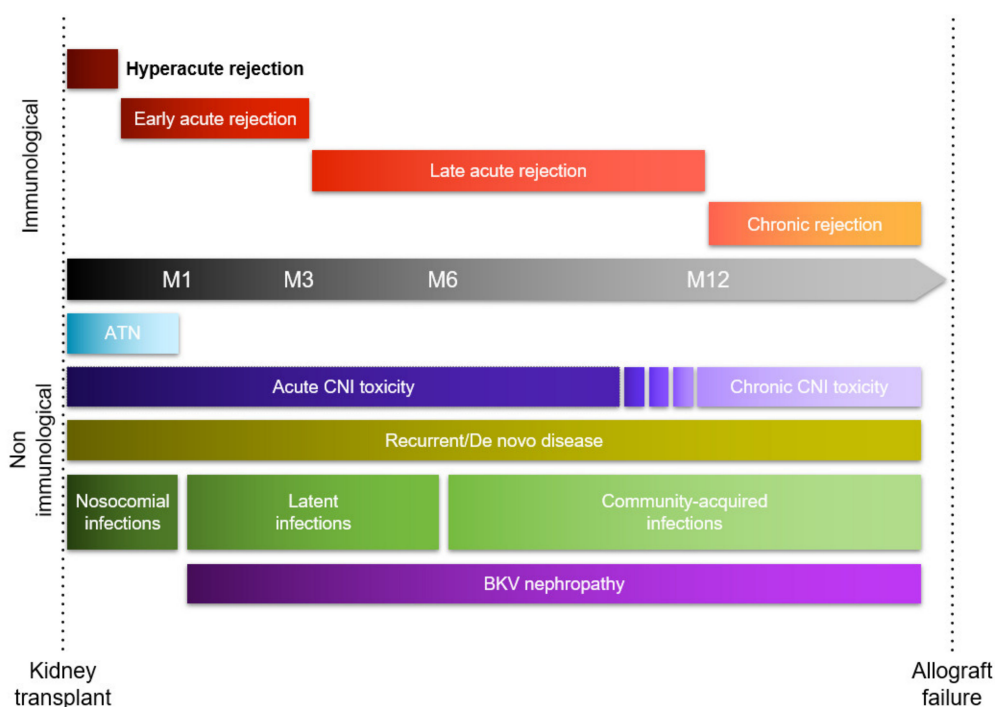 Immunological
Hyperacute rejection
Early acute rejection
Late acute rejection
Chronic rejection
M1 M3 M6 M12
Non
immunological
ATN
Acute CNI toxicity
Chronic CNI toxicity
Recurrent/De novo disease
Nosocomial
infections
Latent
infections
Community-acquired
infections
BKV nephropathy
Kidney
transplant
Allograft
failure